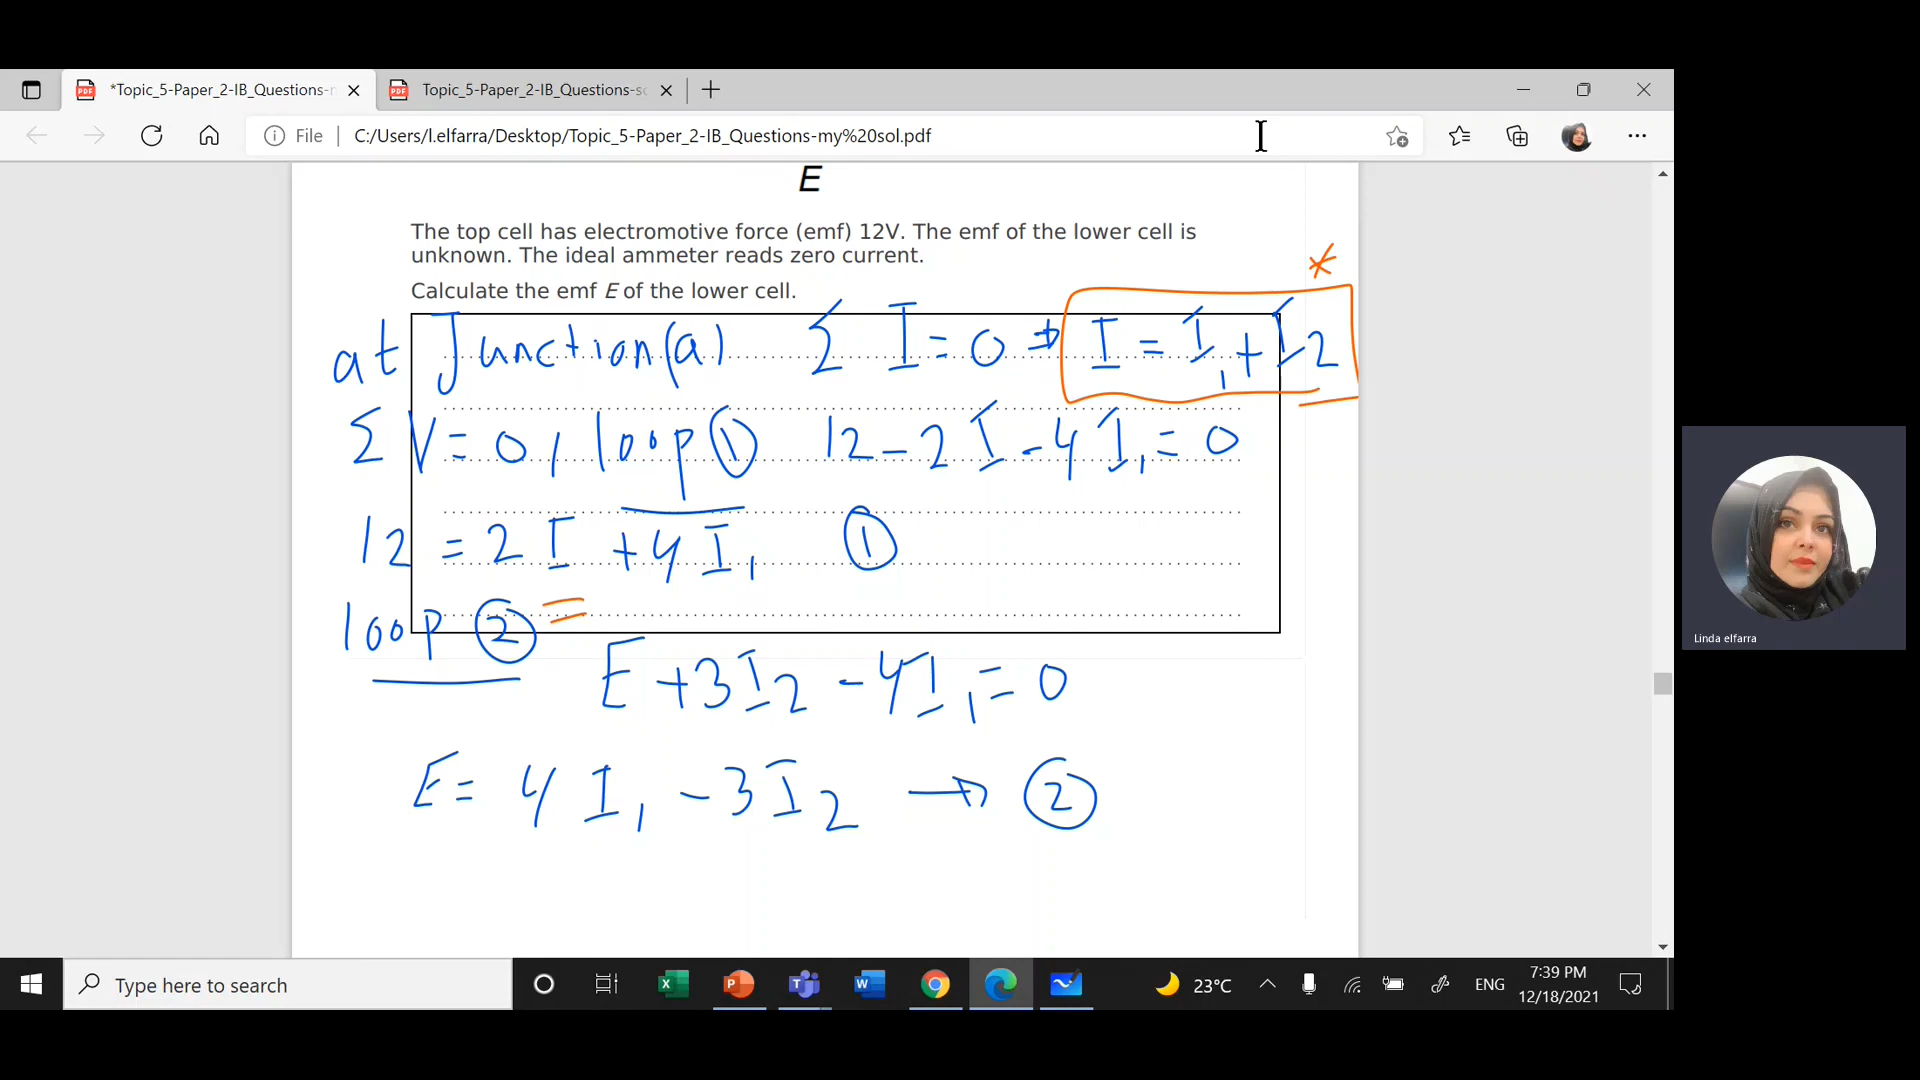 *Topic_5-Paper_2-IB_Questions-m
Topic_5-Paper_2-IB_Questions-so
File
C:/Users/l.elfarra/Desktop/Topic_5-Paper_2-IB_Questions-my%20sol.pdf
E
The top cell has electromotive force (emf) 12V. The emf of the lower cell is
unknown. The ideal ammeter reads zero current.
*
Calculate the emf E of the lower cell.
at Junction(a) Σ I = 0 ⇒ I = I₁ + I2
Σ V = 0, loop ① 12 - 2 I - 4 I₁ = 0
12 = 2 I + 4 I₁ ①
loop ② =
E + 3 I2 - 4 I₁ = 0
E = 4 I₁ - 3 I2 → ②
Linda elfarra
Type here to search
23°C
ENG
7:39 PM
12/18/2021